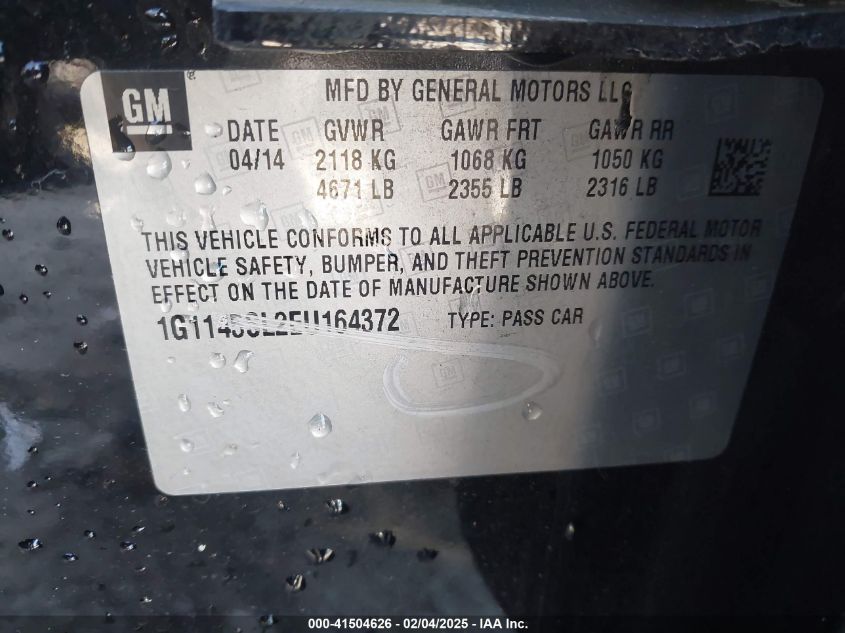 GM
MFD BY GENERAL MOTORS LLC
DATE GVWR GAWR FRT GAWR RR
04/14 2118 KG 1068 KG 1050 KG
4671 LB 2355 LB 2316 LB
THIS VEHICLE CONFORMS TO ALL APPLICABLE U.S. FEDERAL MOTOR
VEHICLE SAFETY, BUMPER, AND THEFT PREVENTION STANDARDS IN
EFFECT ON THE DATE OF MANUFACTURE SHOWN ABOVE.
1G1145SL2EU164372 TYPE: PASS CAR
000-41504626 - 02/04/2025 - IAA Inc.